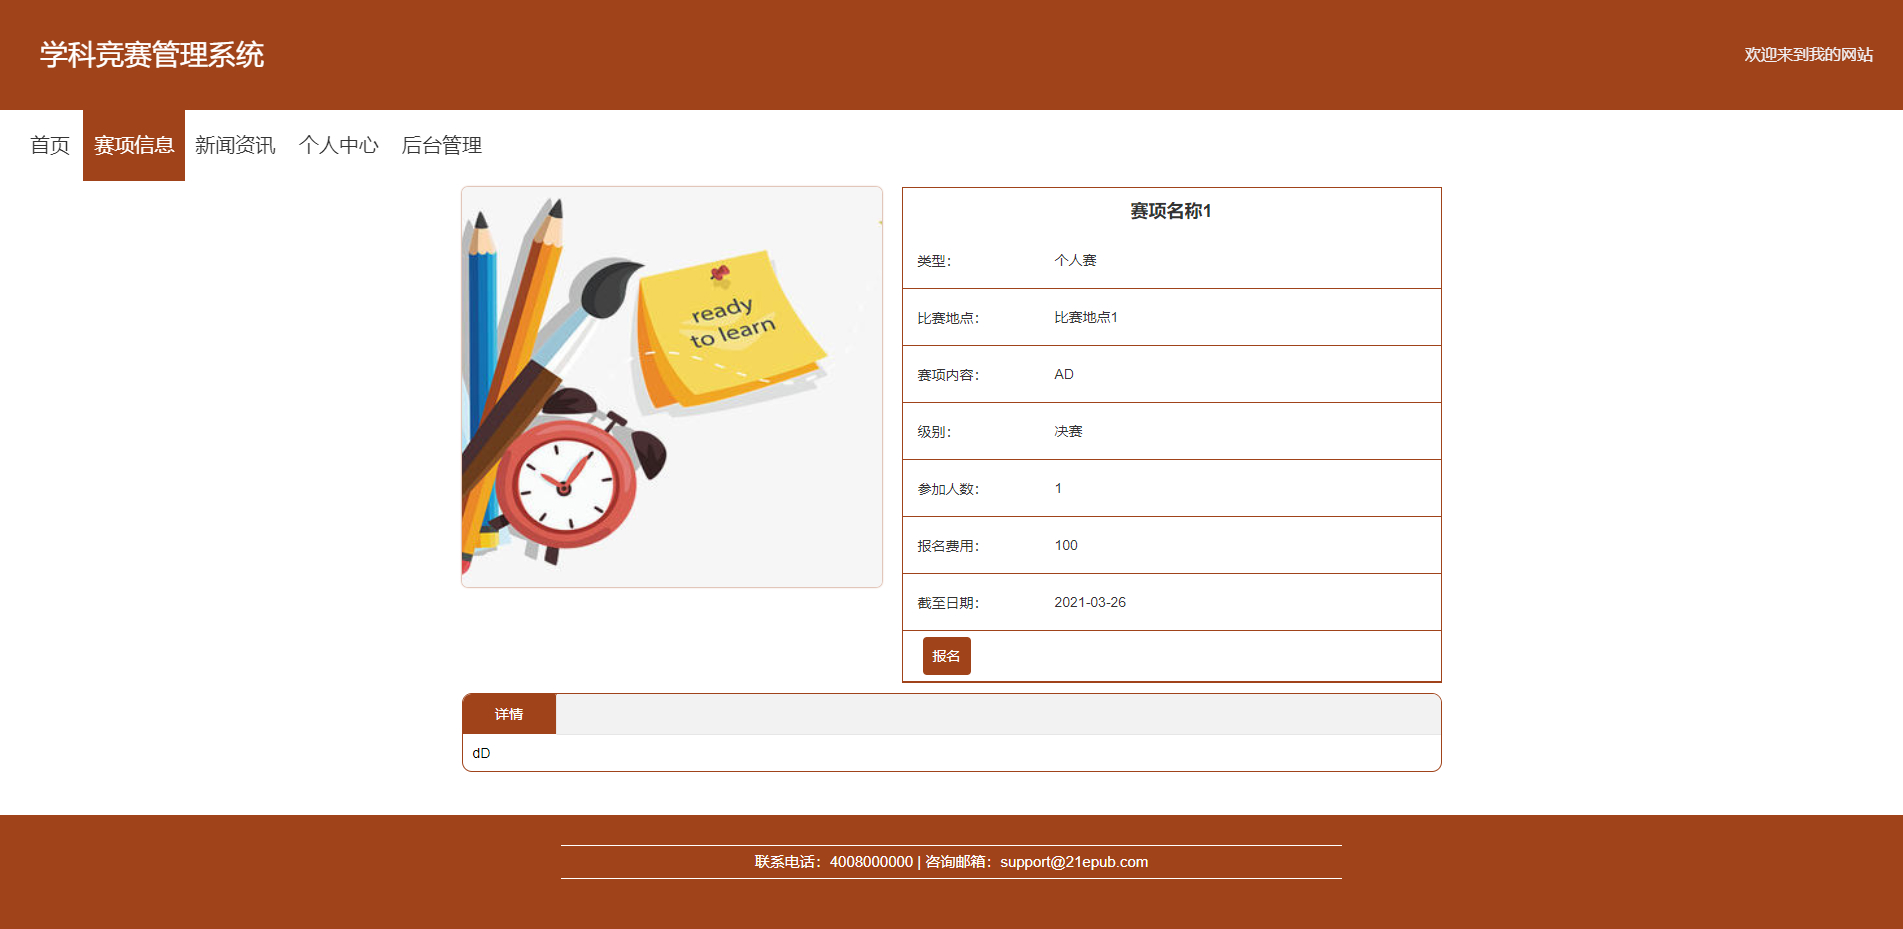 学科竞赛管理系统
欢迎来到我的网站
首页 赛项信息 新闻资讯 个人中心 后台管理
ready
to learn
赛项名称1
类型： 个人赛
比赛地点： 比赛地点1
赛项内容： AD
级别： 决赛
参加人数： 1
报名费用： 100
截至日期： 2021-03-26
报名
详情
dD
联系电话：4008000000 | 咨询邮箱：support@21epub.com